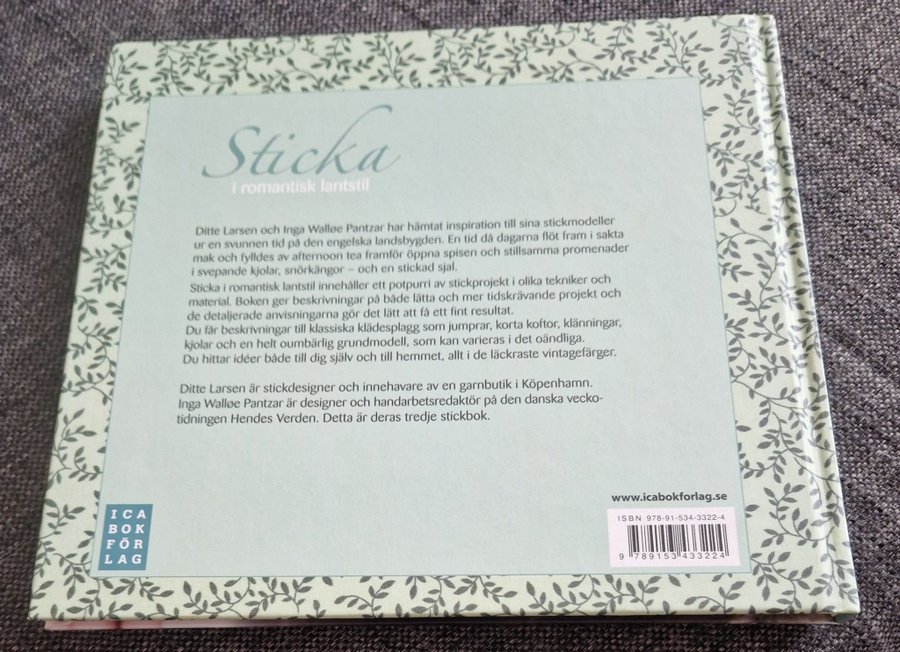 Sticka
i romantisk lantstil
Ditte Larsen och Inga Walløe Pantzar har hämtat inspiration till sina stickmodeller
ur en svunnen tid på den engelska landsbygden. En tid då dagarna flöt fram i sakta
mak och fylldes av afternoon tea framför öppna spisen och stillsamma promenader
i svepande kjolar, snörkängor – och en stickad sjal.
Sticka i romantisk lantstil innehåller ett potpurri av stickprojekt i olika tekniker och
material. Boken ger beskrivningar på både lätta och mer tidskrävande projekt och
de detaljerade anvisningarna gör det lätt att få ett fint resultat.
Du får beskrivningar till klassiska klädesplagg som jumprar, korta koftor, klänningar,
kjolar och en helt oumbärlig grundmodell, som kan varieras i det oändliga.
Du hittar idéer både till dig själv och till hemmet, allt i de läckraste vintagefärger.
Ditte Larsen är stickdesigner och innehavare av en garnbutik i Köpenhamn.
Inga Walløe Pantzar är designer och handarbetsredaktör på den danska vecko-
tidningen Hendes Verden. Detta är deras tredje stickbok.
www.icabokforlag.se
ISBN 978-91-534-3322-4
9 789153 433224
ICA
BOK
FÖR
LAG